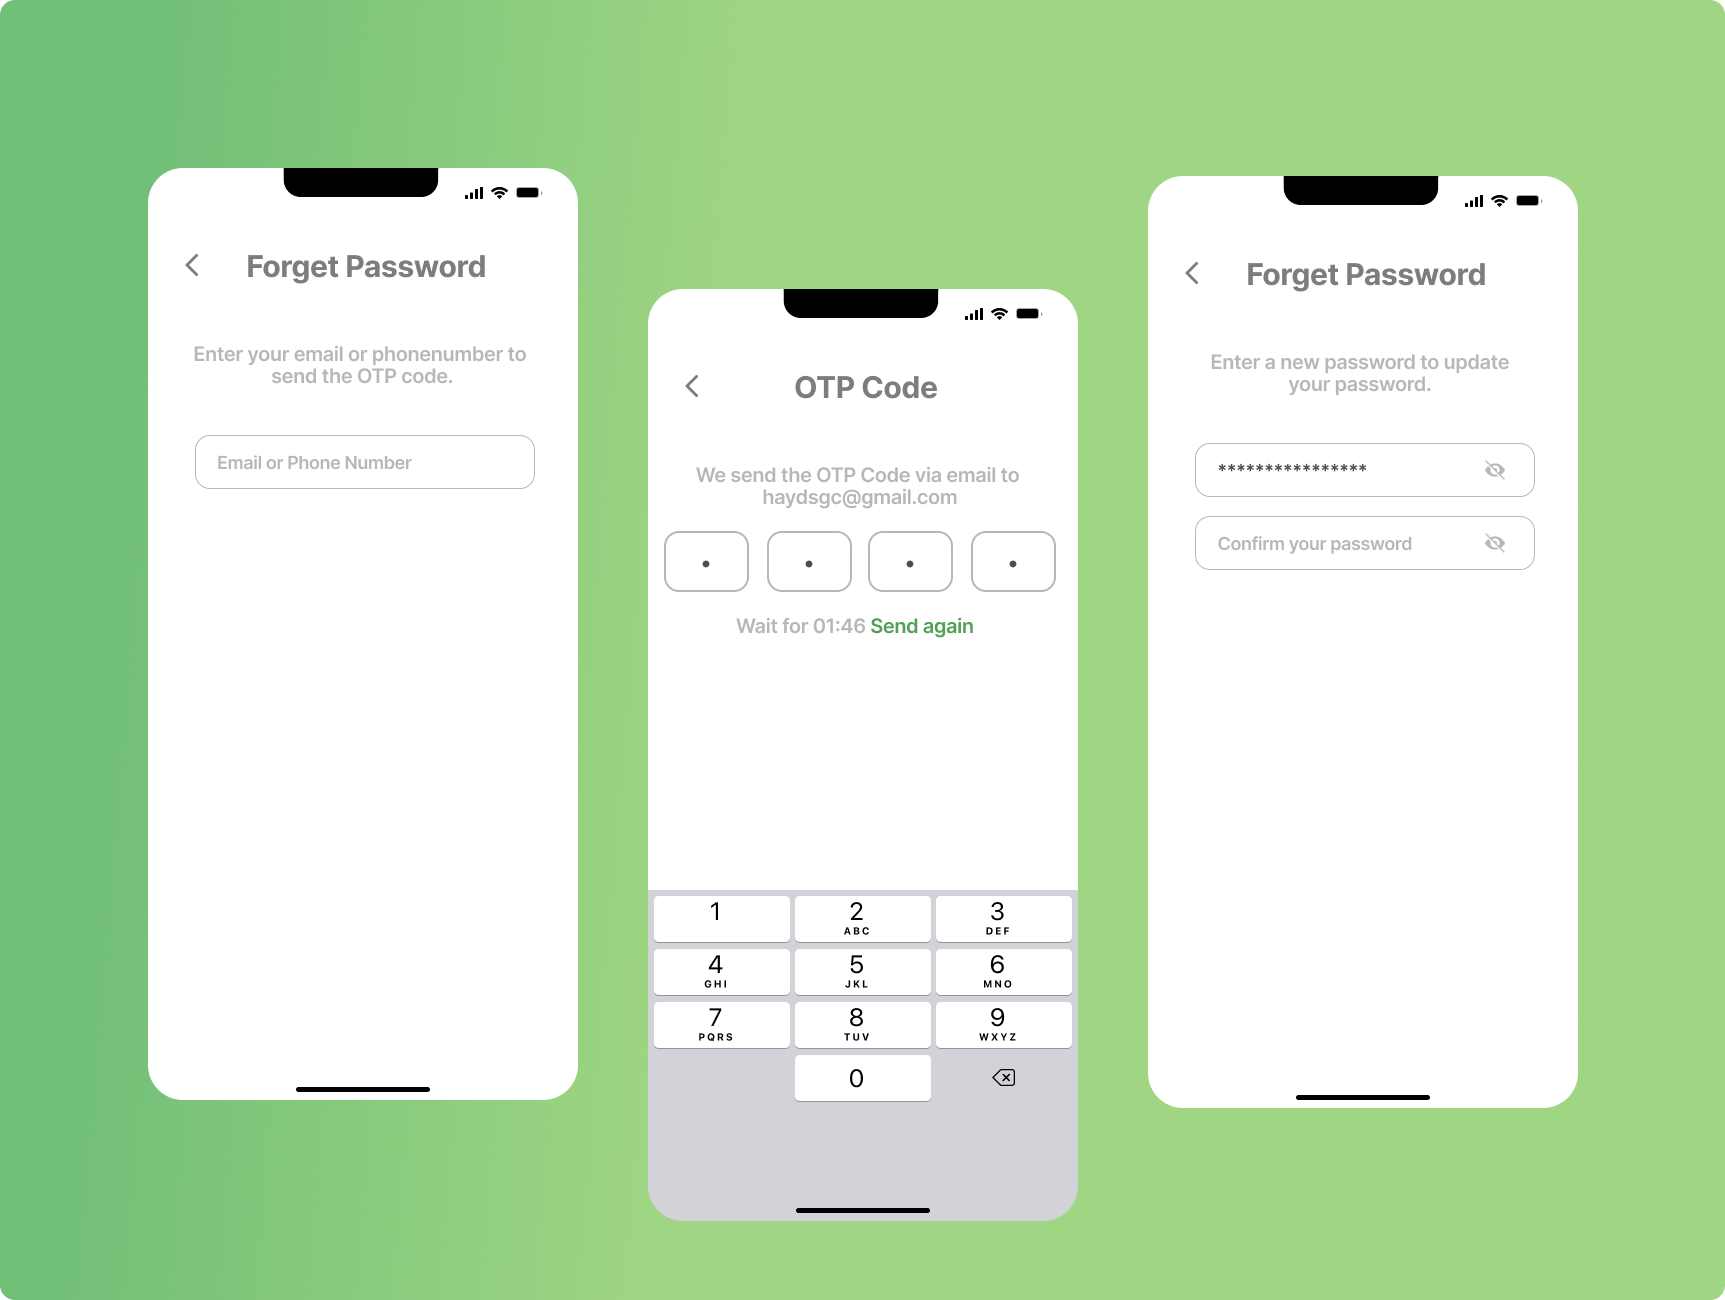 Forget Password
Enter your email or phonenumber to
send the OTP code.
Email or Phone Number
OTP Code
We send the OTP Code via email to
haydsgc@gmail.com
• • • •
Wait for 01:46 Send again
1 2 3
ABC DEF
4 5 6
GHI JKL MNO
7 8 9
PQRS TUV WXYZ
0
Forget Password
Enter a new password to update
your password.
****************
Confirm your password